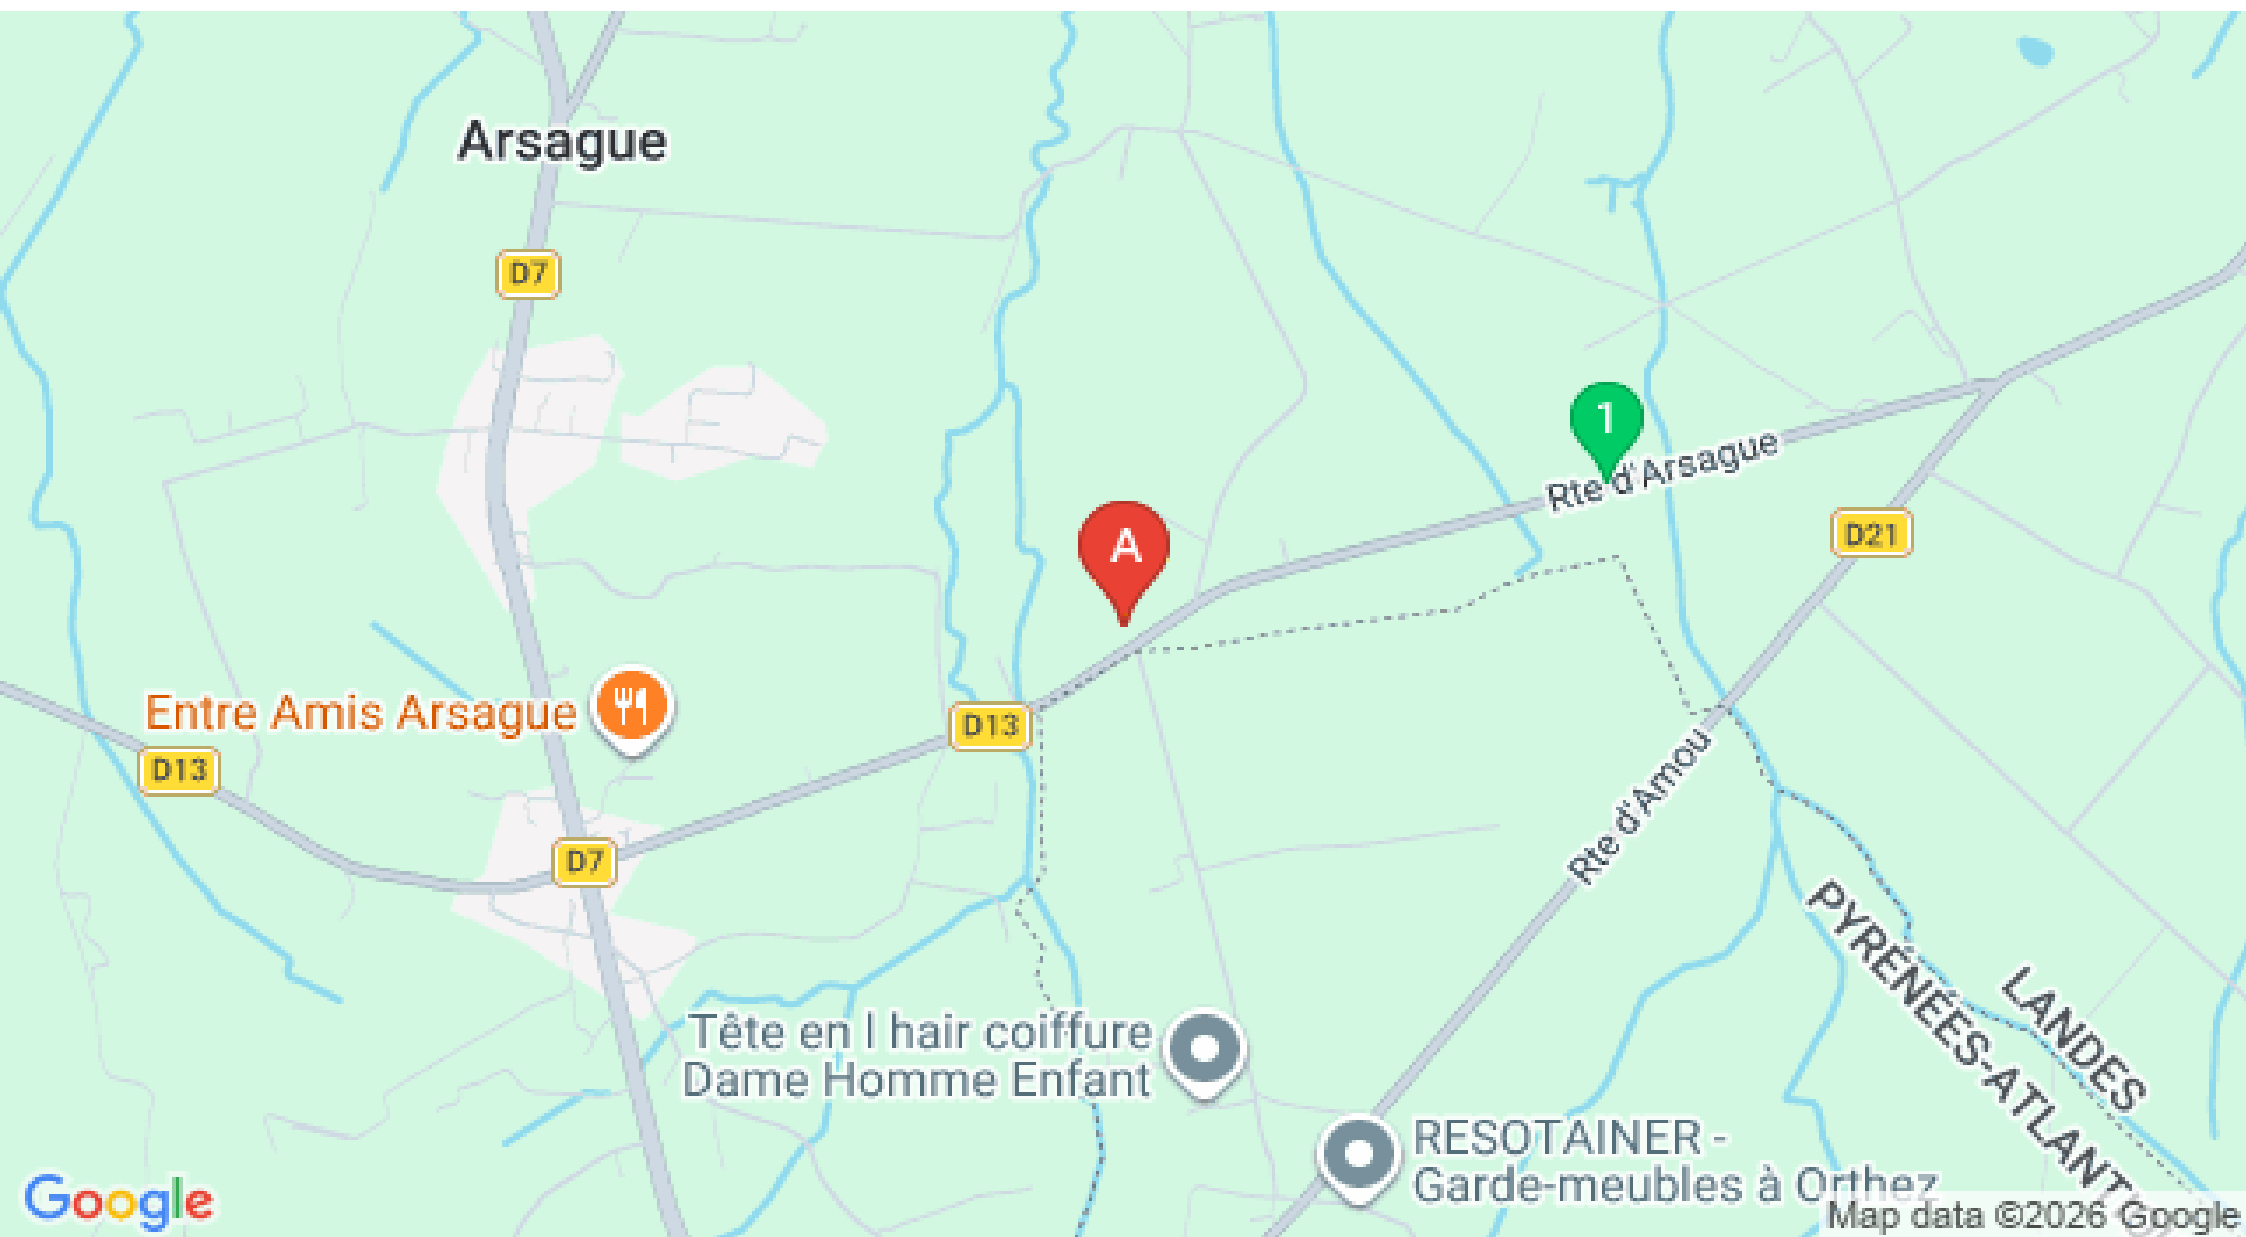 Arsague
D7
1
Rte d'Arsague
A
D21
Entre Amis Arsague
D13
D13
Rte d'Amou
D7
PYRÉNÉES-ATLANT
LANDES
Tête en l hair coiffure
Dame Homme Enfant
RESOTAINER -
Garde-meubles à Orthez
Google
Map data ©2026 Google